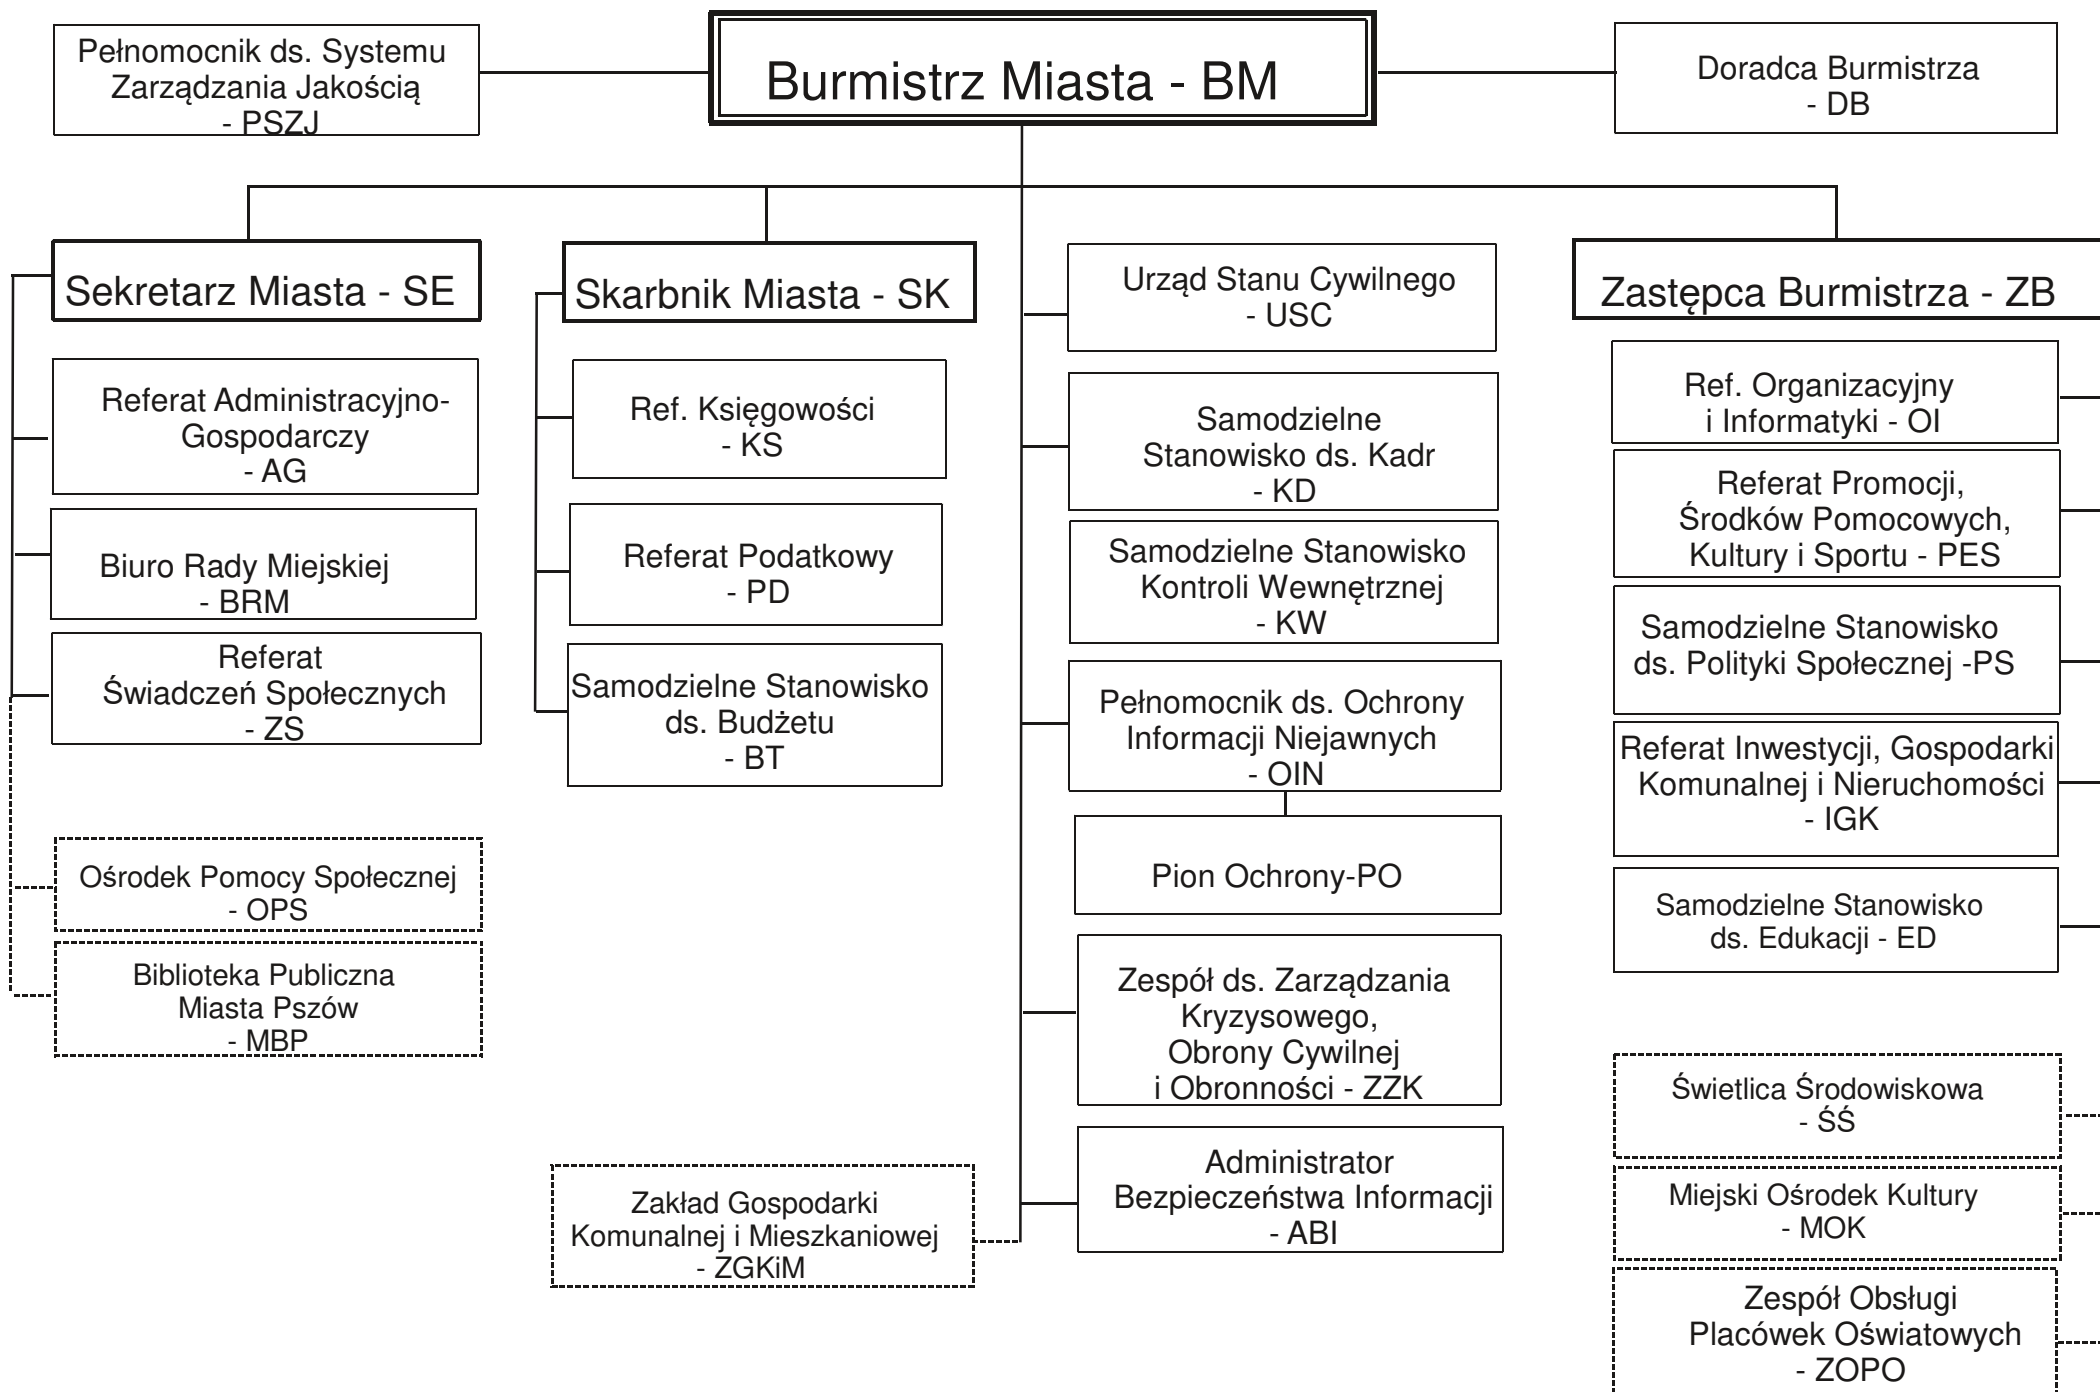 Pełnomocnik ds. Systemu
Zarządzania Jakością
- PSZJ
Burmistrz Miasta - BM
Doradca Burmistrza
- DB
Sekretarz Miasta - SE
Referat Administracyjno-
Gospodarczy
- AG
Biuro Rady Miejskiej
- BRM
Referat
Świadczeń Społecznych
- ZS
Ośrodek Pomocy Społecznej
- OPS
Biblioteka Publiczna
Miasta Pszów
- MBP
Skarbnik Miasta - SK
Ref. Księgowości
- KS
Referat Podatkowy
- PD
Samodzielne Stanowisko
ds. Budżetu
- BT
Zakład Gospodarki
Komunalnej i Mieszkaniowej
- ZGKiM
Urząd Stanu Cywilnego
- USC
Samodzielne
Stanowisko ds. Kadr
- KD
Samodzielne Stanowisko
Kontroli Wewnętrznej
- KW
Pełnomocnik ds. Ochrony
Informacji Niejawnych
- OIN
Pion Ochrony-PO
Zespół ds. Zarządzania
Kryzysowego,
Obrony Cywilnej
i Obronności - ZZK
Administrator
Bezpieczeństwa Informacji
- ABI
Zastępca Burmistrza - ZB
Ref. Organizacyjny
i Informatyki - OI
Referat Promocji,
Środków Pomocowych,
Kultury i Sportu - PES
Samodzielne Stanowisko
ds. Polityki Społecznej -PS
Referat Inwestycji, Gospodarki
Komunalnej i Nieruchomości
- IGK
Samodzielne Stanowisko
ds. Edukacji - ED
Świetlica Środowiskowa
- ŚŚ
Miejski Ośrodek Kultury
- MOK
Zespół Obsługi
Placówek Oświatowych
- ZOPO